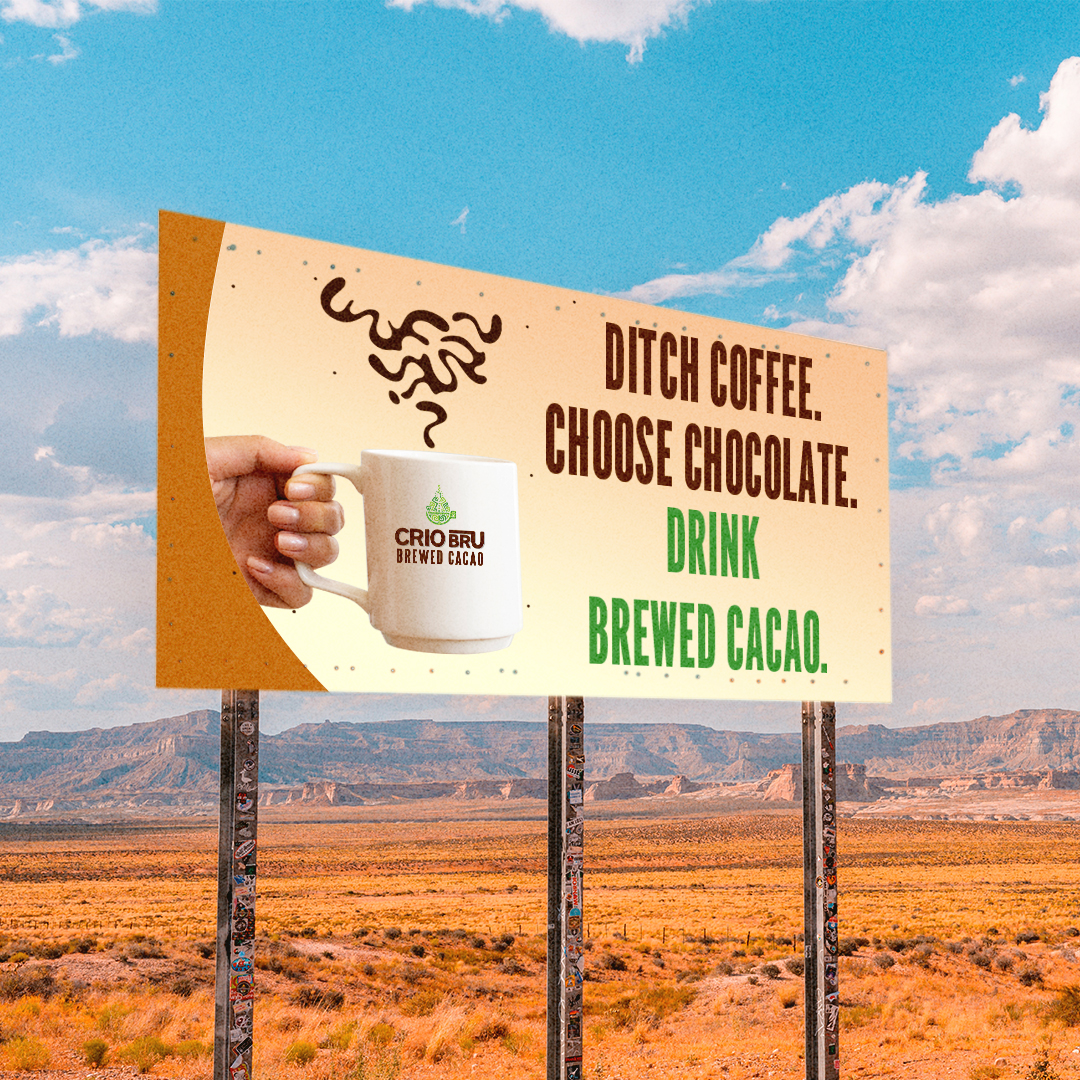 DITCH COFFEE.
CHOOSE CHOCOLATE.
DRINK
BREWED CACAO.
CRIO BRU
BREWED CACAO